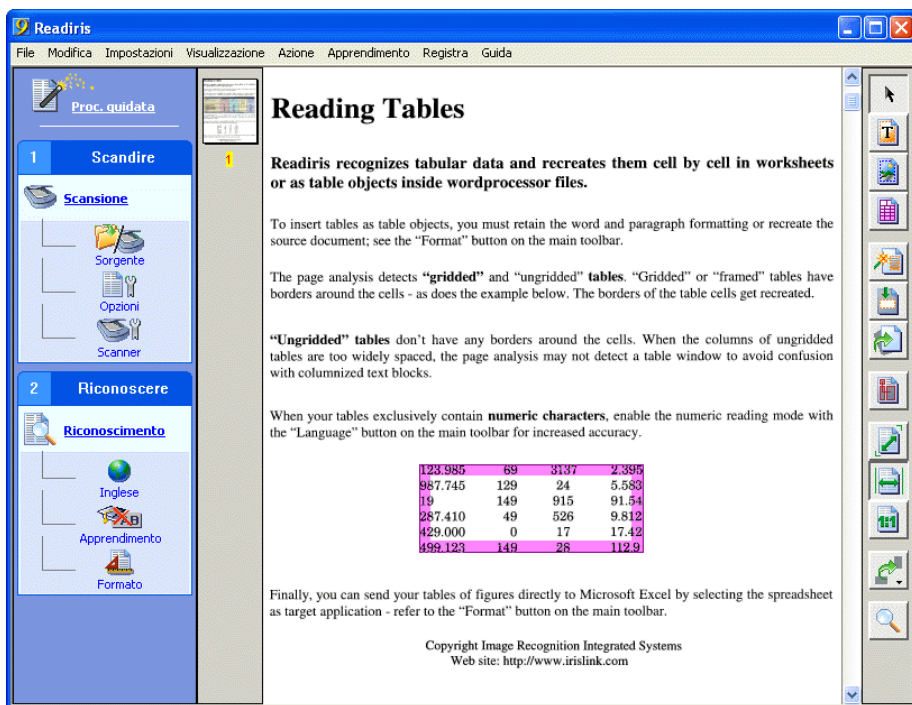 Readiris
File Modifica Impostazioni Visualizzazione Azione Apprendimento Registra Guida
Proc. guidata
1 Scandire
Scansione
Sorgente
Opzioni
Scanner
2 Riconoscere
Riconoscimento
Inglese
Apprendimento
Formato
1
Reading Tables
Readiris recognizes tabular data and recreates them cell by cell in worksheets
or as table objects inside wordprocessor files.
To insert tables as table objects, you must retain the word and paragraph formatting or recreate the
source document; see the “Format” button on the main toolbar.
The page analysis detects “gridded” and “ungridded” tables. “Gridded” or “framed” tables have
borders around the cells - as does the example below. The borders of the table cells get recreated.
“Ungridded” tables don’t have any borders around the cells. When the columns of ungridded
tables are too widely spaced, the page analysis may not detect a table window to avoid confusion
with columnized text blocks.
When your tables exclusively contain numeric characters, enable the numeric reading mode with
the “Language” button on the main toolbar for increased accuracy.
123.985 69 3137 2.395
987.745 129 24 5.583
19 149 915 91.54
287.410 49 526 9.812
429.000 0 17 17.42
499.123 149 28 112.9
Finally, you can send your tables of figures directly to Microsoft Excel by selecting the spreadsheet
as target application - refer to the “Format” button on the main toolbar.
Copyright Image Recognition Integrated Systems
Web site: http://www.irislink.com
T
1:1